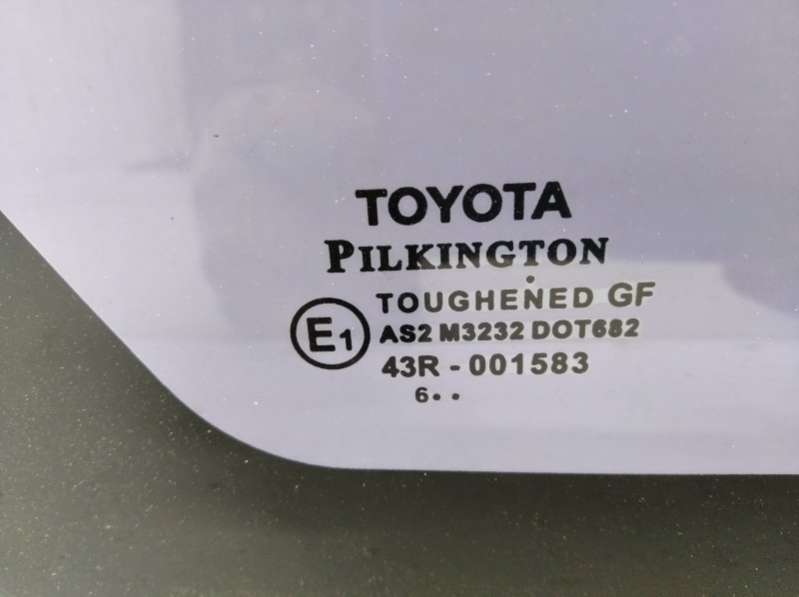 TOYOTA
PILKINGTON
TOUGHENED GF
E1
AS2 M3232 DOT682
43R - 001583
6..